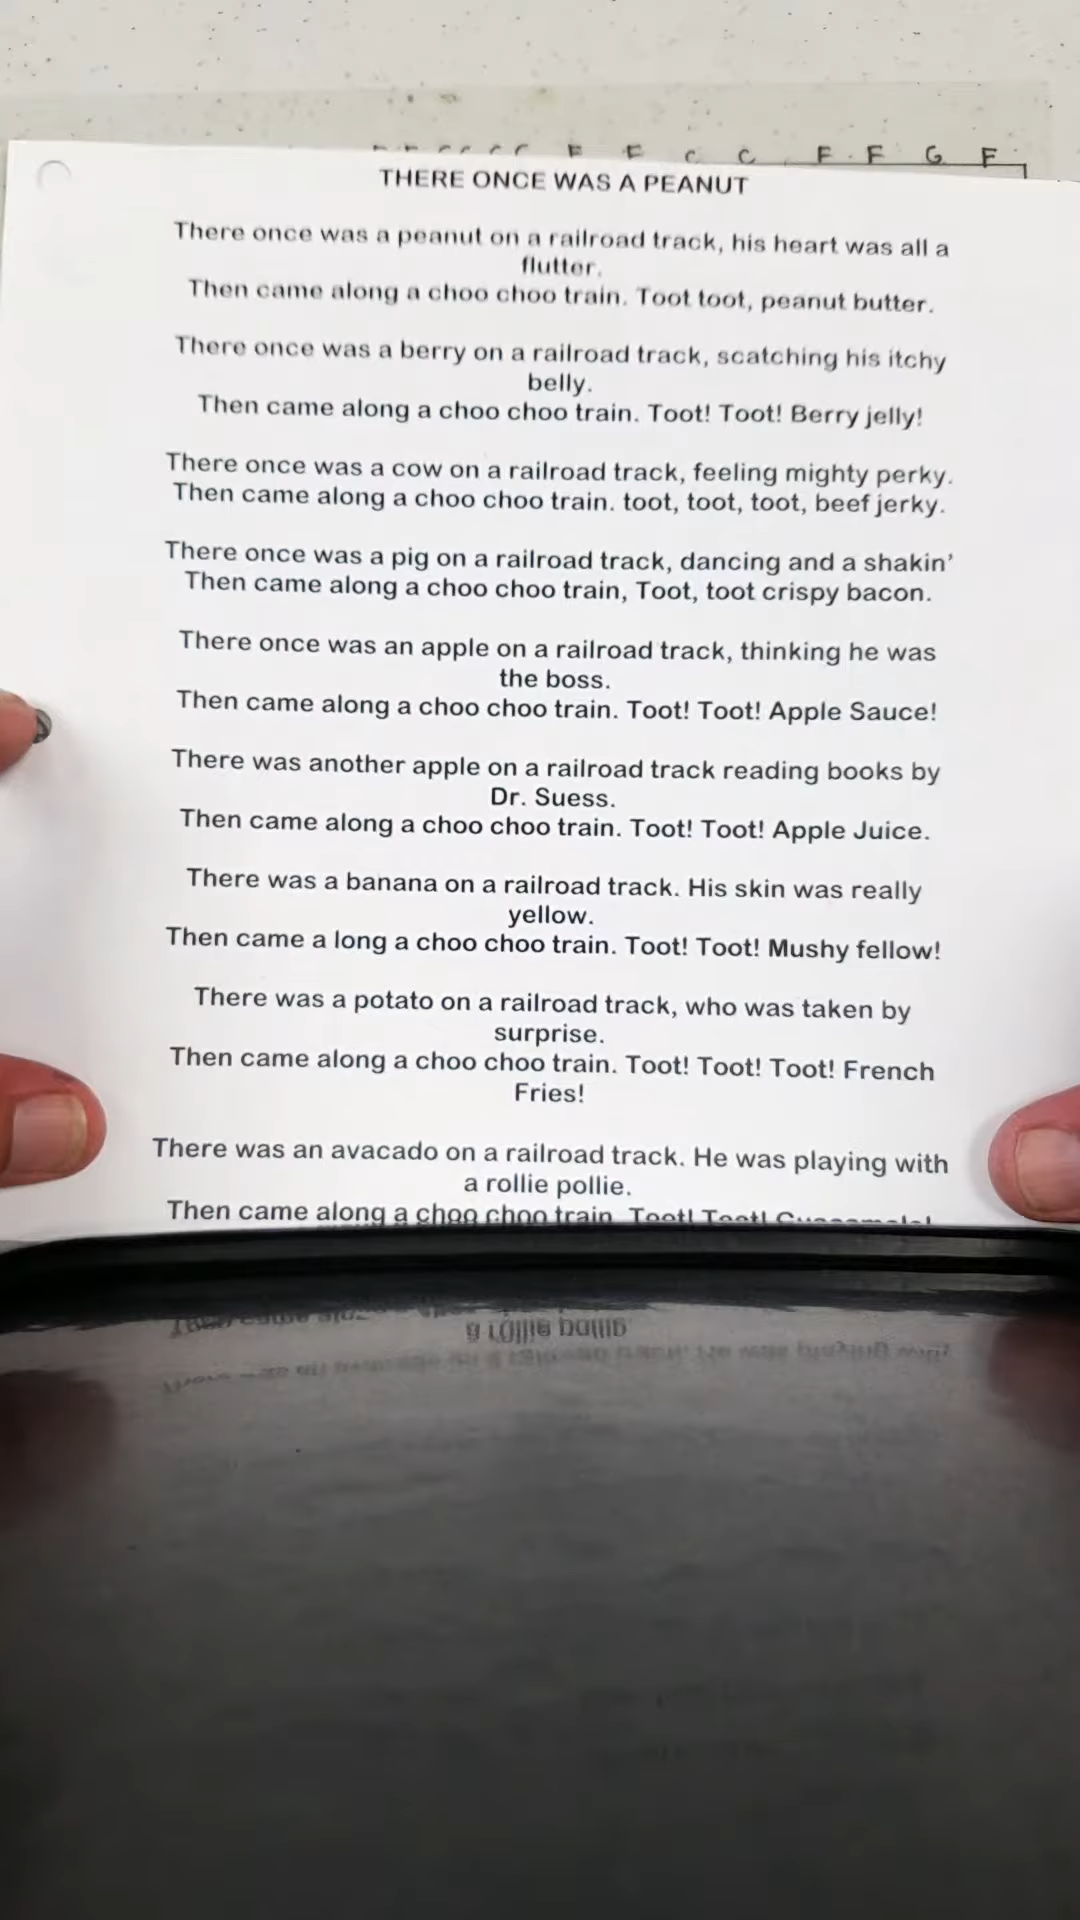 F F G F
THERE ONCE WAS A PEANUT
There once was a peanut on a railroad track, his heart was all a
flutter.
Then came along a choo choo train. Toot toot, peanut butter.
There once was a berry on a railroad track, scatching his itchy
belly.
Then came along a choo choo train. Toot! Toot! Berry jelly!
There once was a cow on a railroad track, feeling mighty perky.
Then came along a choo choo train. toot, toot, toot, beef jerky.
There once was a pig on a railroad track, dancing and a shakin’
Then came along a choo choo train, Toot, toot crispy bacon.
There once was an apple on a railroad track, thinking he was
the boss.
Then came along a choo choo train. Toot! Toot! Apple Sauce!
There was another apple on a railroad track reading books by
Dr. Suess.
Then came along a choo choo train. Toot! Toot! Apple Juice.
There was a banana on a railroad track. His skin was really
yellow.
Then came a long a choo choo train. Toot! Toot! Mushy fellow!
There was a potato on a railroad track, who was taken by
surprise.
Then came along a choo choo train. Toot! Toot! Toot! French
Fries!
There was an avacado on a railroad track. He was playing with
a rollie pollie.
Then came along a choo choo train. Toot! Toot!